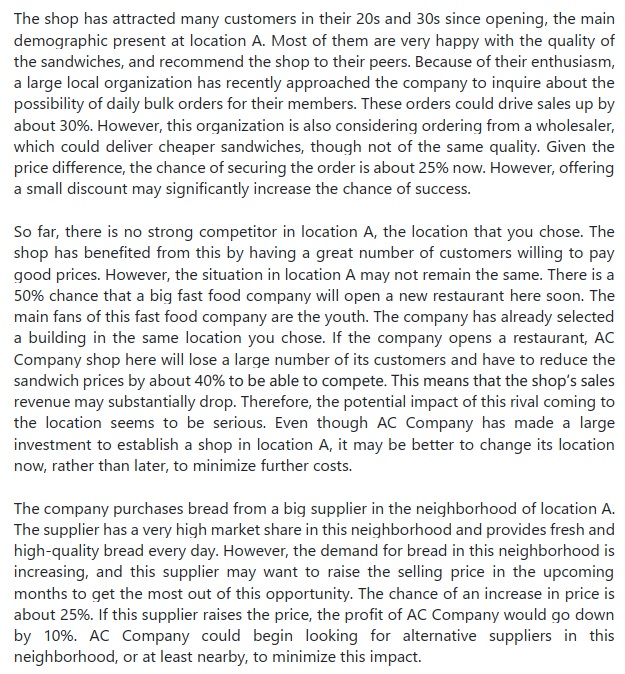 The shop has attracted many customers in their 20s and 30s since opening, the main
demographic present at location A. Most of them are very happy with the quality of
the sandwiches, and recommend the shop to their peers. Because of their enthusiasm,
a large local organization has recently approached the company to inquire about the
possibility of daily bulk orders for their members. These orders could drive sales up by
about 30%. However, this organization is also considering ordering from a wholesaler,
which could deliver cheaper sandwiches, though not of the same quality. Given the
price difference, the chance of securing the order is about 25% now. However, offering
a small discount may significantly increase the chance of success.
So far, there is no strong competitor in location A, the location that you chose. The
shop has benefited from this by having a great number of customers willing to pay
good prices. However, the situation in location A may not remain the same. There is a
50% chance that a big fast food company will open a new restaurant here soon. The
main fans of this fast food company are the youth. The company has already selected
a building in the same location you chose. If the company opens a restaurant, AC
Company shop here will lose a large number of its customers and have to reduce the
sandwich prices by about 40% to be able to compete. This means that the shop's sales
revenue may substantially drop. Therefore, the potential impact of this rival coming to
the location seems to be serious. Even though AC Company has made a large
investment to establish a shop in location A, it may be better to change its location
now, rather than later, to minimize further costs.
The company purchases bread from a big supplier in the neighborhood of location A.
The supplier has a very high market share in this neighborhood and provides fresh and
high-quality bread every day. However, the demand for bread in this neighborhood is
increasing, and this supplier may want to raise the selling price in the upcoming
months to get the most out of this opportunity. The chance of an increase in price is
about 25%. If this supplier raises the price, the profit of AC Company would go down
by 10%. AC Company could begin looking for alternative suppliers in this
neighborhood, or at least nearby, to minimize this impact.